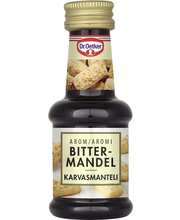 Dr. Oetker
AROM/AROMI
BITTER-
MANDEL
KARVASMANTELI